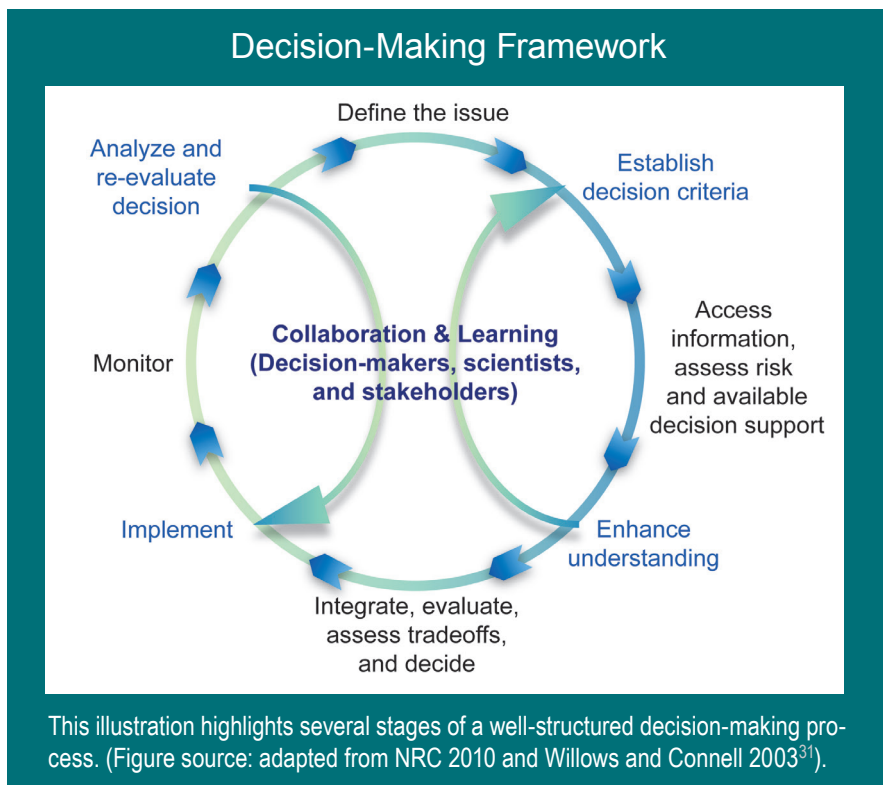 Decision-Making Framework
Define the issue
Analyze and
re-evaluate
decision
Establish
decision criteria
Access
information,
assess risk
and available
decision support
Collaboration & Learning
(Decision-makers, scientists,
and stakeholders)
Monitor
Implement
Enhance
understanding
Integrate, evaluate,
assess tradeoffs,
and decide
This illustration highlights several stages of a well-structured decision-making pro-
cess. (Figure source: adapted from NRC 2010 and Willows and Connell 2003³¹).